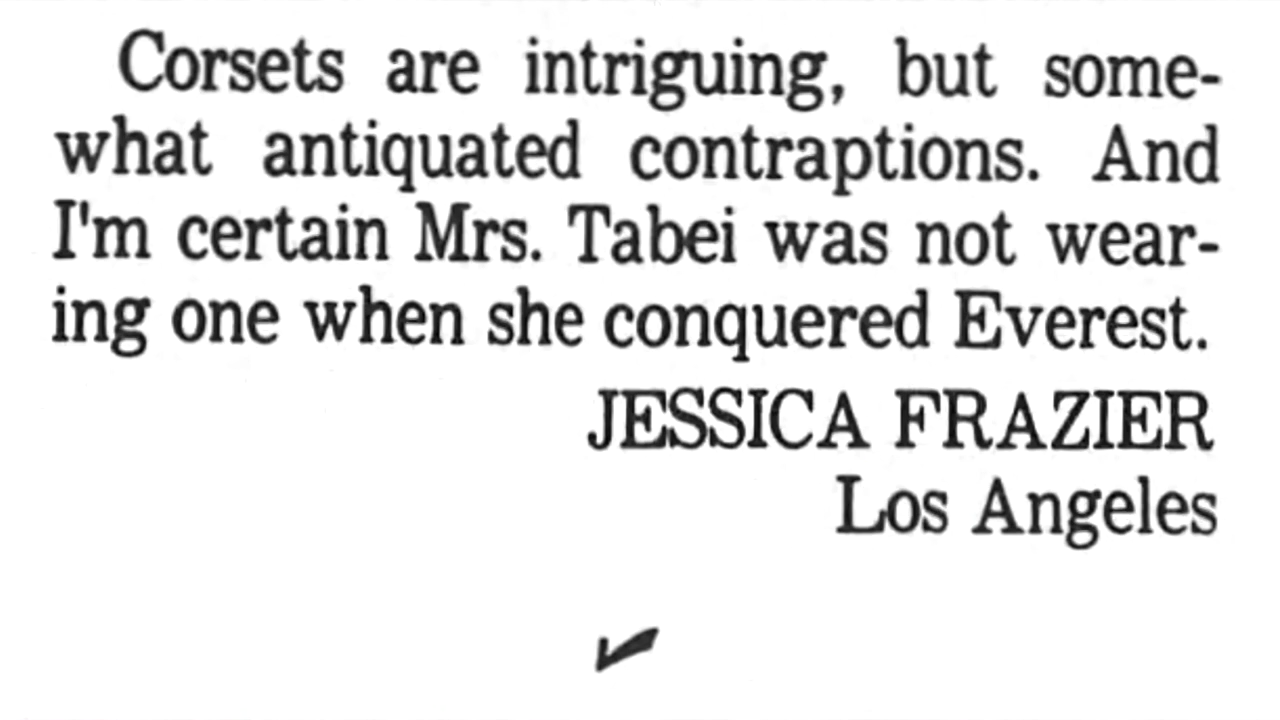 Corsets are intriguing, but some-
what antiquated contraptions. And
I'm certain Mrs. Tabei was not wear-
ing one when she conquered Everest.
JESSICA FRAZIER
Los Angeles